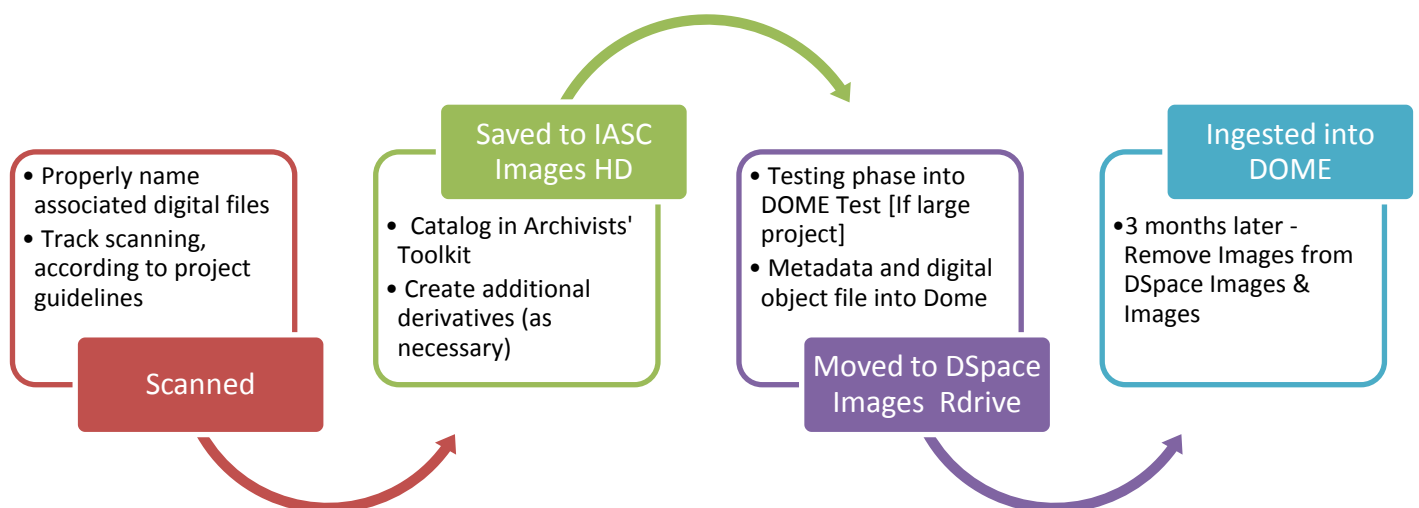 • Properly name
associated digital files
• Track scanning,
according to project
guidelines
Scanned
Saved to IASC
Images HD
• Catalog in Archivists'
Toolkit
• Create additional
derivatives (as
necessary)
• Testing phase into
DOME Test [If large
project]
• Metadata and digital
object file into Dome
Moved to DSpace
Images Rdrive
Ingested into
DOME
•3 months later -
Remove Images from
DSpace Images &
Images